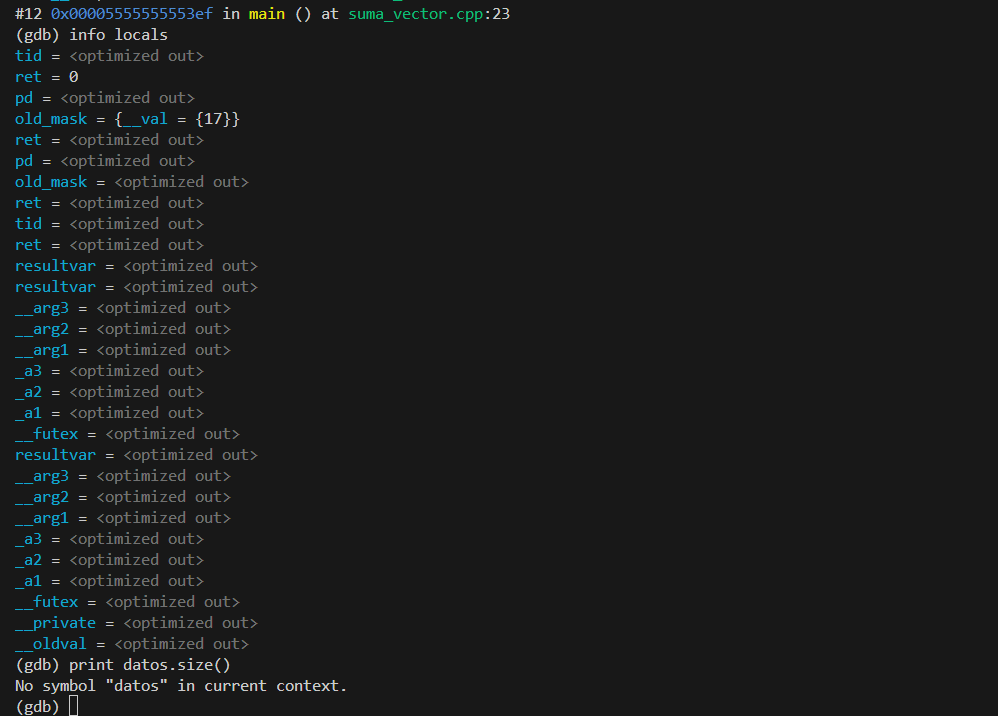 #12 0x00005555555553ef in main () at suma_vector.cpp:23
(gdb) info locals
tid = <optimized out>
ret = 0
pd = <optimized out>
old_mask = {__val = {17}}
ret = <optimized out>
pd = <optimized out>
old_mask = <optimized out>
ret = <optimized out>
tid = <optimized out>
ret = <optimized out>
resultvar = <optimized out>
resultvar = <optimized out>
__arg3 = <optimized out>
__arg2 = <optimized out>
__arg1 = <optimized out>
_a3 = <optimized out>
_a2 = <optimized out>
_a1 = <optimized out>
__futex = <optimized out>
resultvar = <optimized out>
__arg3 = <optimized out>
__arg2 = <optimized out>
__arg1 = <optimized out>
_a3 = <optimized out>
_a2 = <optimized out>
_a1 = <optimized out>
__futex = <optimized out>
__private = <optimized out>
__oldval = <optimized out>
(gdb) print datos.size()
No symbol "datos" in current context.
(gdb)